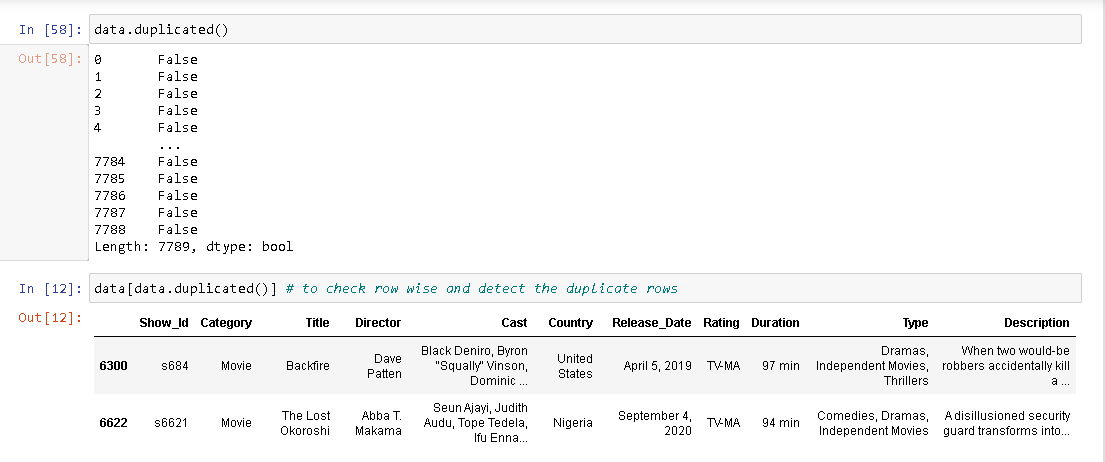 In [58]: data.duplicated()
Out[58]: 0 False
1 False
2 False
3 False
4 False
...
7784 False
7785 False
7786 False
7787 False
7788 False
Length: 7789, dtype: bool
In [12]: data[data.duplicated()] # to check row wise and detect the duplicate rows
Out[12]:
Show_Id Category Title Director Cast Country Release_Date Rating Duration Type Description
6300 s684 Movie Backfire Dave Patten Black Deniro, Byron "Squally" Vinson, Dominic ... United States April 5, 2019 TV-MA 97 min Dramas, Independent Movies, Thrillers When two would-be robbers accidentally kill a ...
6622 s6621 Movie The Lost Okoroshi Abba T. Makama Seun Ajayi, Judith Audu, Tope Tedela, Ifu Enna... Nigeria September 4, 2020 TV-MA 94 min Comedies, Dramas, Independent Movies A disillusioned security guard transforms into...